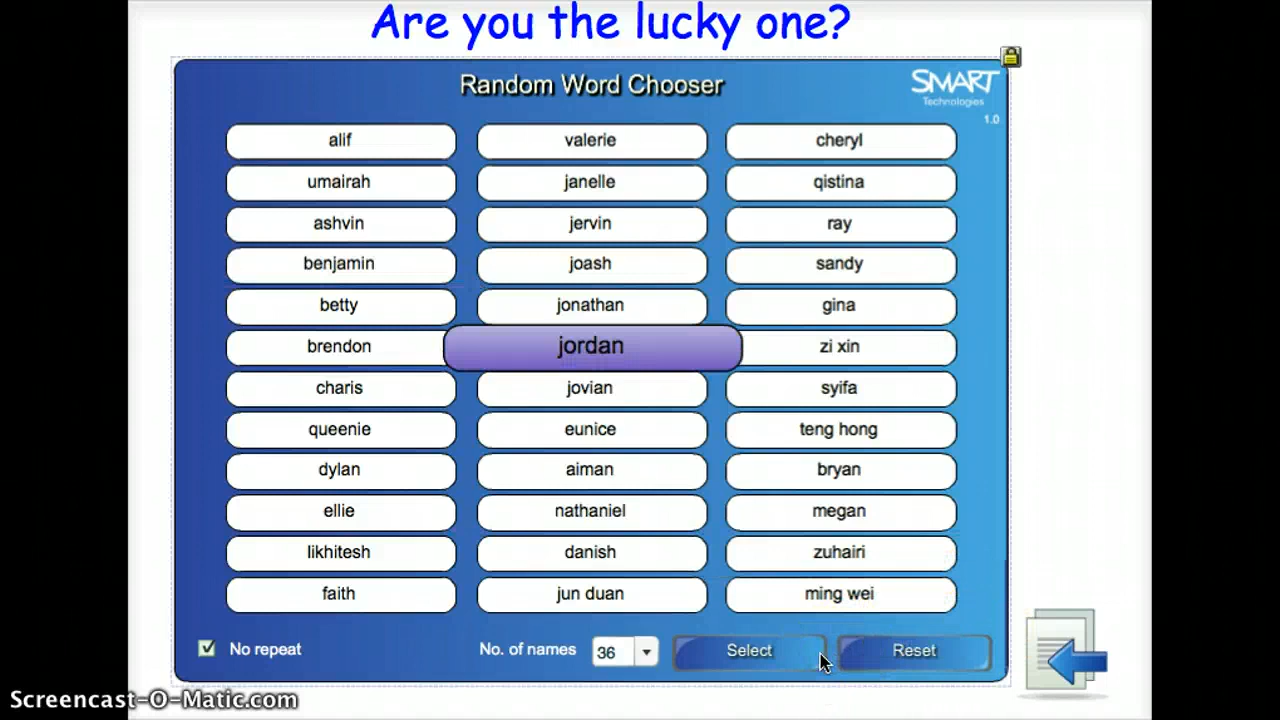 Are you the lucky one?
Random Word Chooser
SMART
Technologies
1.0
alif valerie cheryl
umairah janelle qistina
ashvin jervin ray
benjamin joash sandy
betty jonathan gina
brendon jordan zi xin
charis jovian syifa
queenie eunice teng hong
dylan aiman bryan
ellie nathaniel megan
likhitesh danish zuhairi
faith jun duan ming wei
No repeat No. of names 36 Select Reset
Screencast-O-Matic.com